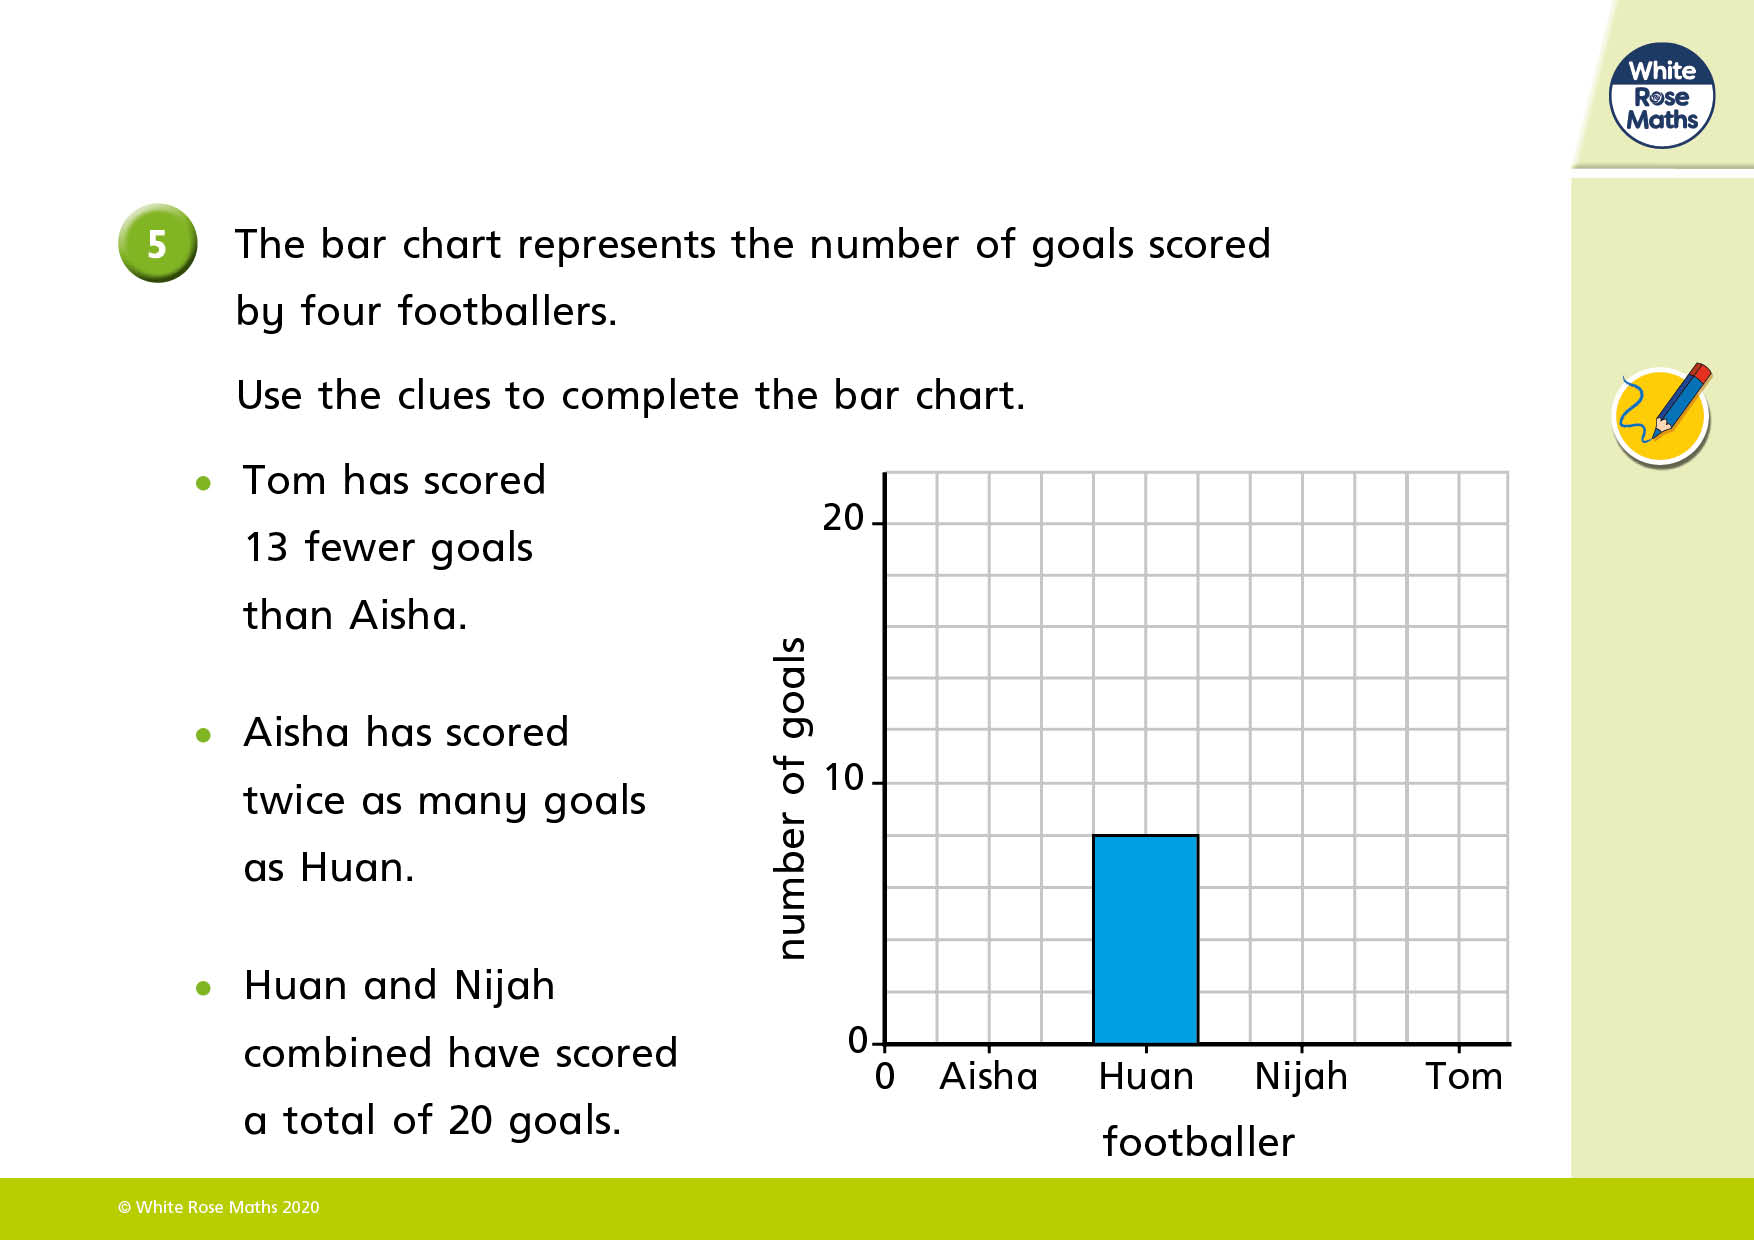 White
Rose
Maths
5
The bar chart represents the number of goals scored
by four footballers.
Use the clues to complete the bar chart.
• Tom has scored
13 fewer goals
than Aisha.
• Aisha has scored
twice as many goals
as Huan.
• Huan and Nijah
combined have scored
a total of 20 goals.
number of goals
20
10
0
0 Aisha Huan Nijah Tom
footballer
© White Rose Maths 2020